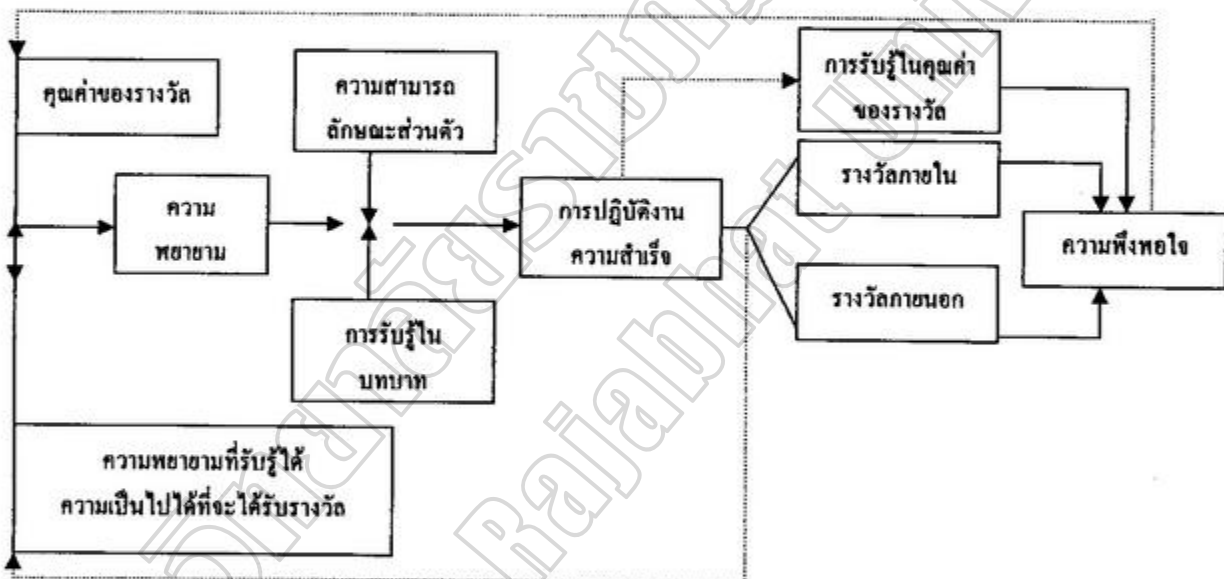 คุณค่าของรางวัล
ความสามารถ
ลักษณะส่วนตัว
การรับรู้ในคุณค่า
ของรางวัล
ความ
พยายาม
การปฏิบัติงาน
ความสำเร็จ
รางวัลภายใน
ความพึงพอใจ
รางวัลภายนอก
การรับรู้ใน
บทบาท
ความพยายามที่รับรู้ได้
ความเป็นไปได้ที่จะได้รับรางวัล
Rajabhat